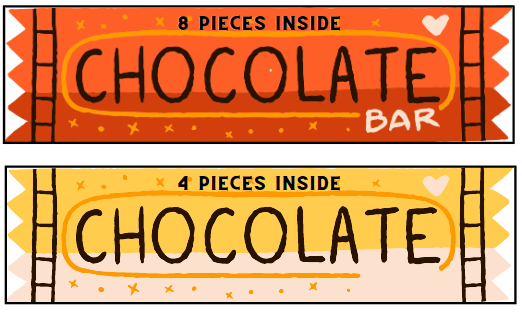 8 PIECES INSIDE
CHOCOLATE
BAR
4 PIECES INSIDE
CHOCOLATE